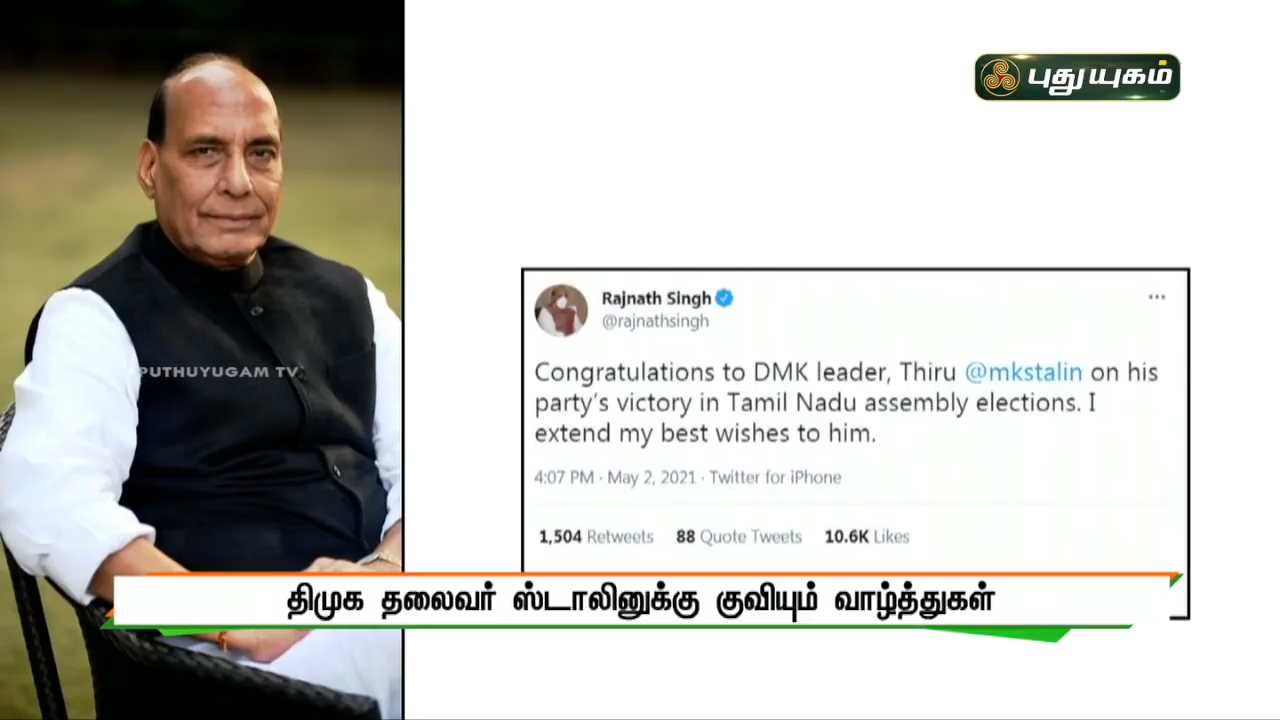 புதுயுகம்
PUTHUYUGAM TV
Rajnath Singh
@rajnathsingh
Congratulations to DMK leader, Thiru @mkstalin on his
party's victory in Tamil Nadu assembly elections. I
extend my best wishes to him.
4:07 PM · May 2, 2021 · Twitter for iPhone
1,504 Retweets 88 Quote Tweets 10.6K Likes
திமுக தலைவர் ஸ்டாலினுக்கு குவியும் வாழ்த்துகள்